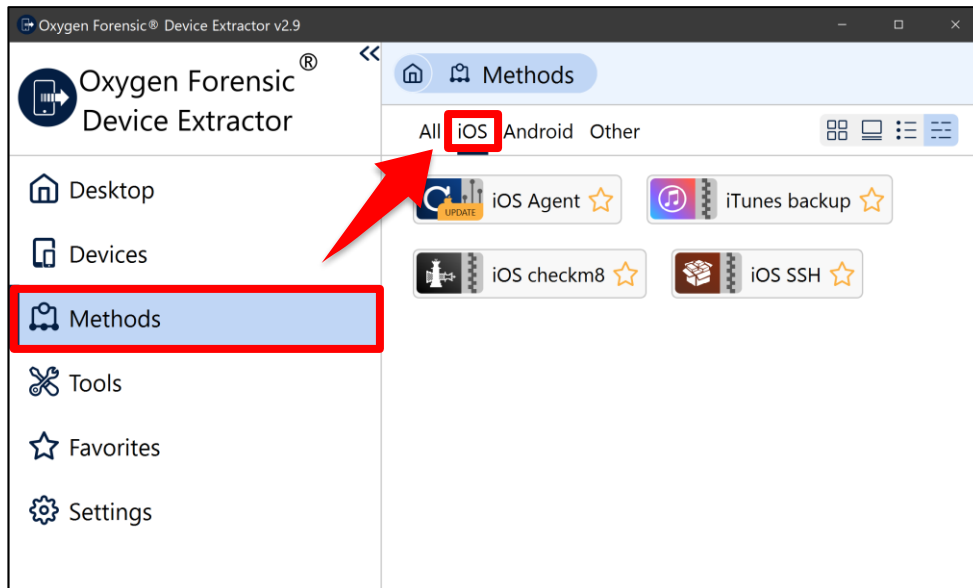 Oxygen Forensic® Device Extractor v2.9
Oxygen Forensic®
Device Extractor
Desktop
Devices
Methods
Tools
Favorites
Settings
Methods
All iOS Android Other
UPDATE iOS Agent iTunes backup
iOS checkm8 iOS SSH